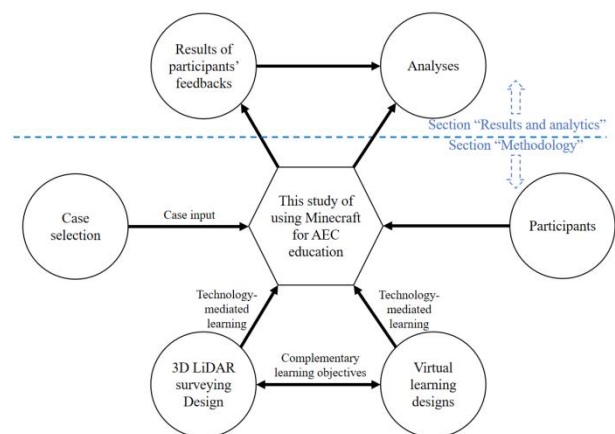 Results of
participants'
feedbacks
Analyses
Section "Results and analytics"
Section "Methodology"
Case
selection
Case input
This study of
using Minecraft
for AEC
education
Participants
Technology-
mediated
learning
Technology-
mediated
learning
3D LiDAR
surveying
Design
Complementary
learning objectives
Virtual
learning
designs